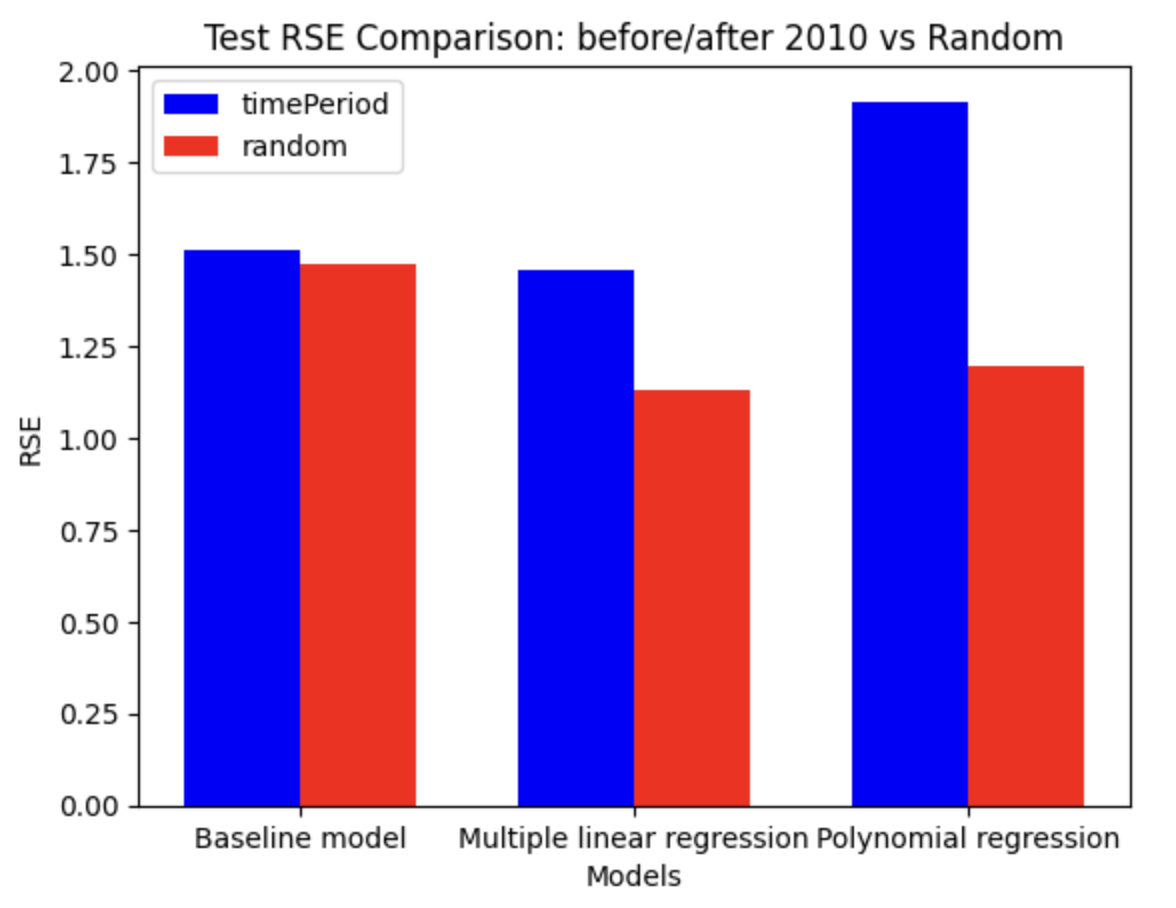 Test RSE Comparison: before/after 2010 vs Random
timePeriod
random
2.00
1.75
1.50
1.25
1.00
0.75
0.50
0.25
0.00
RSE
Baseline model
Multiple linear regression
Polynomial regression
Models